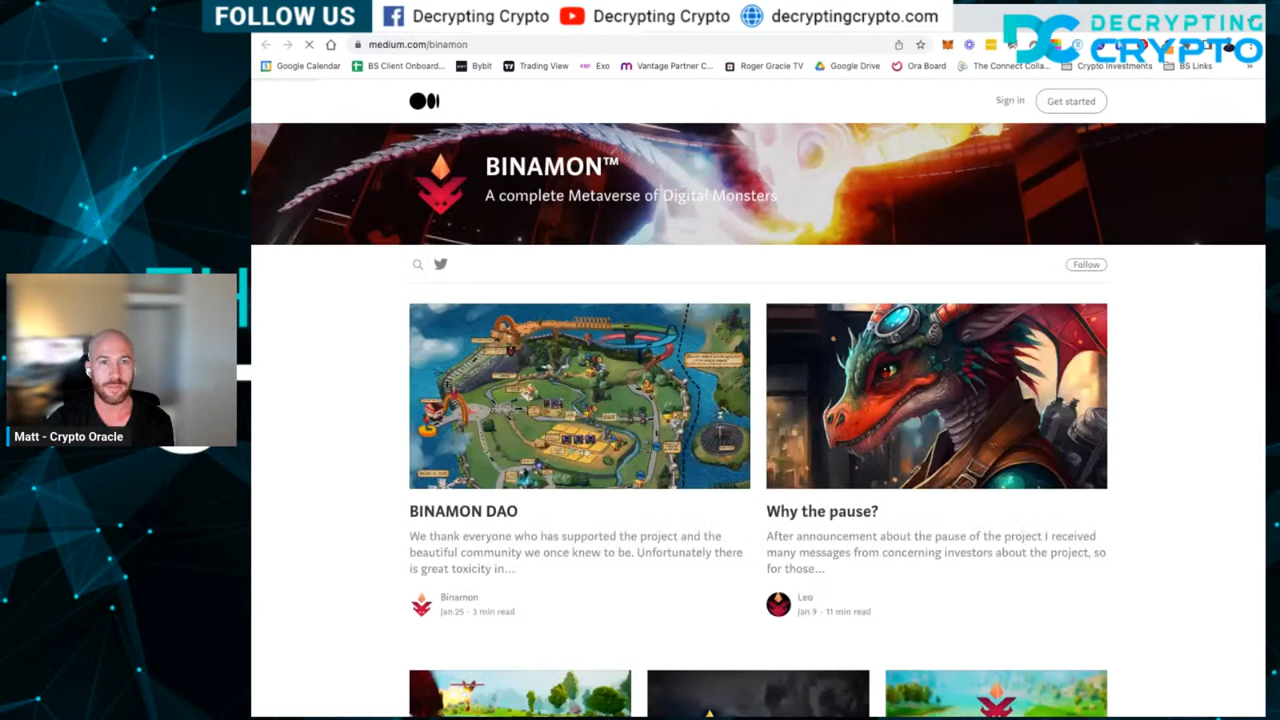 FOLLOW US
Decrypting Crypto
Decrypting Crypto
decryptingcrypto.com
DECRYPTING
CRYPTO
medium.com/binamon
Google Calendar
BS Client Onboard...
Bybit
Trading View
Exo
Vantage Partner C...
Roger Gracie TV
Google Drive
Ora Board
The Connect Colla...
Crypto Investments
BS Links
Sign in
Get started
BINAMON™
A complete Metaverse of Digital Monsters
Follow
TH
Matt - Crypto Oracle
BINAMON DAO
We thank everyone who has supported the project and the
beautiful community we once knew to be. Unfortunately there
is great toxicity in...
Binamon
Jan 25 · 3 min read
Why the pause?
After announcement about the pause of the project I received
many messages from concerning investors about the project, so
for those...
Leo
Jan 9 · 11 min read